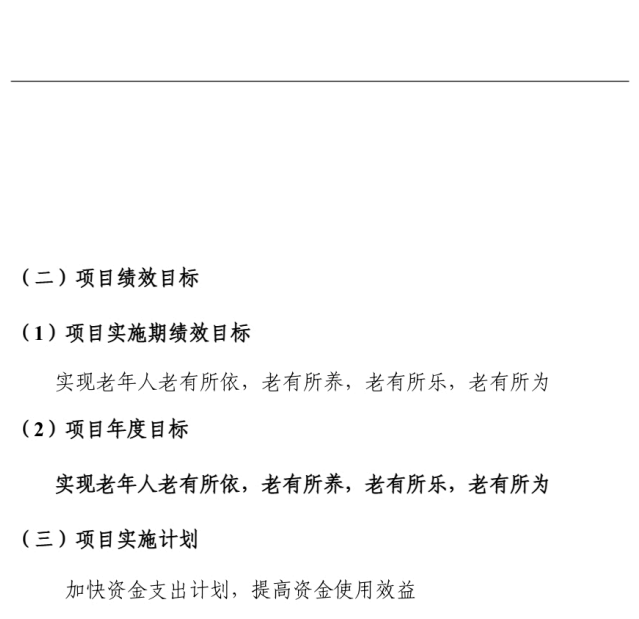 （二）项目绩效目标
（1）项目实施期绩效目标
实现老年人老有所依，老有所养，老有所乐，老有所为
（2）项目年度目标
实现老年人老有所依，老有所养，老有所乐，老有所为
（三）项目实施计划
加快资金支出计划，提高资金使用效益